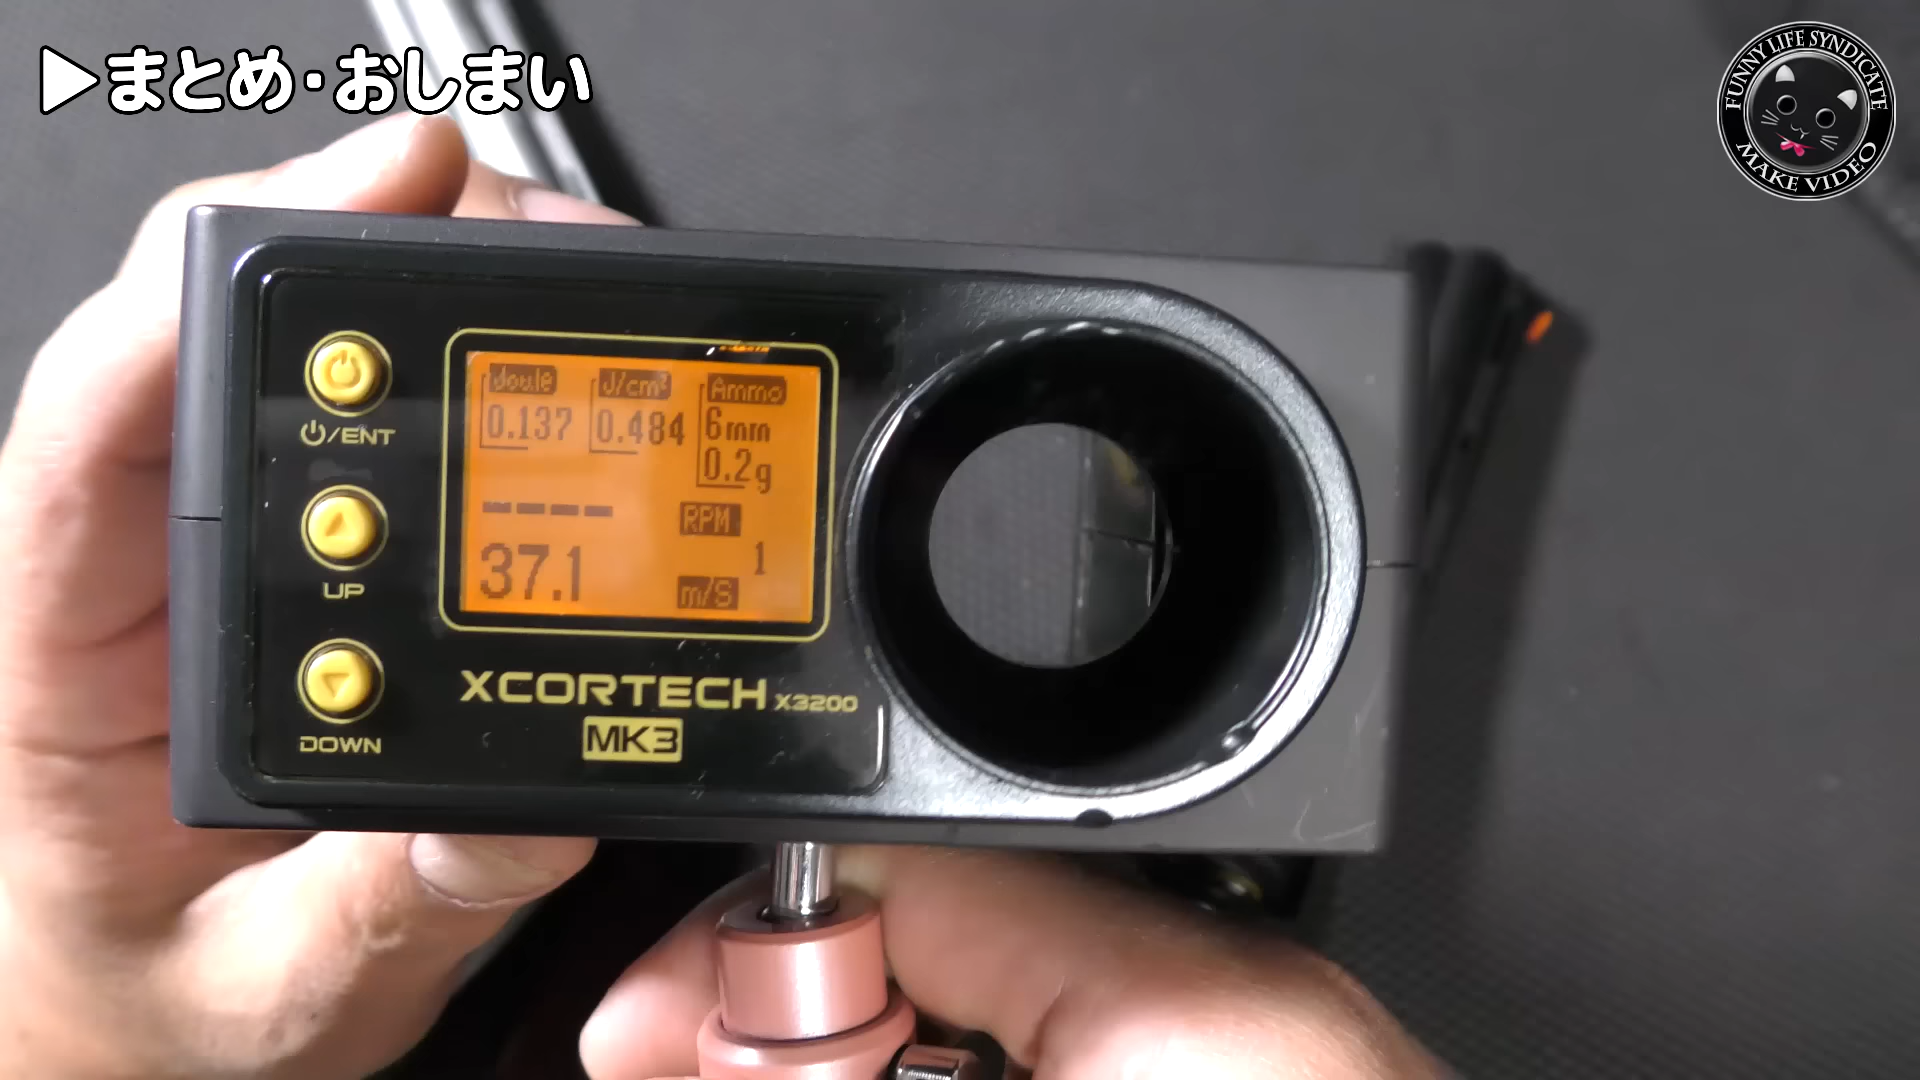 ▶まとめ・おしまい
FUNNY LIFE SYNDICATE
MAKE VIDEO
Joule
0.137
J/cm²
0.484
Ammo
6mm
0.2g
----
RPM
37.1
1
m/S
⏻/ENT
UP
DOWN
XCORTECH X3200
MK3